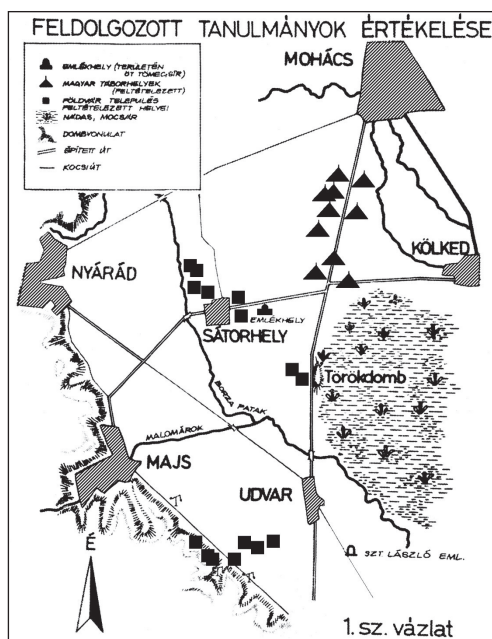 FELDOLGOZOTT TANULMÁNYOK ÉRTÉKELÉSE
EMLÉKHELY (TERÜLETÉN
ÖT TÖMEGSÍR)
MAGYAR TÁBORHELYEK
(FELTÉTELEZETT)
FÖLDVÁR TELEPÜLÉS
FELTÉTELEZETT HELYEI
NÁDAS, MOCSÁR
DOMBVONULAT
ÉPÍTETT ÚT
KOCSIÚT
MOHÁCS
KÖLKED
NYÁRÁD
EMLÉKHELY
SÁTORHELY
Törökdomb
BORZA PATAK
MALOMÁROK
MAJS
UDVAR
É
SZT. LÁSZLÓ EML.
1. sz. vázlat